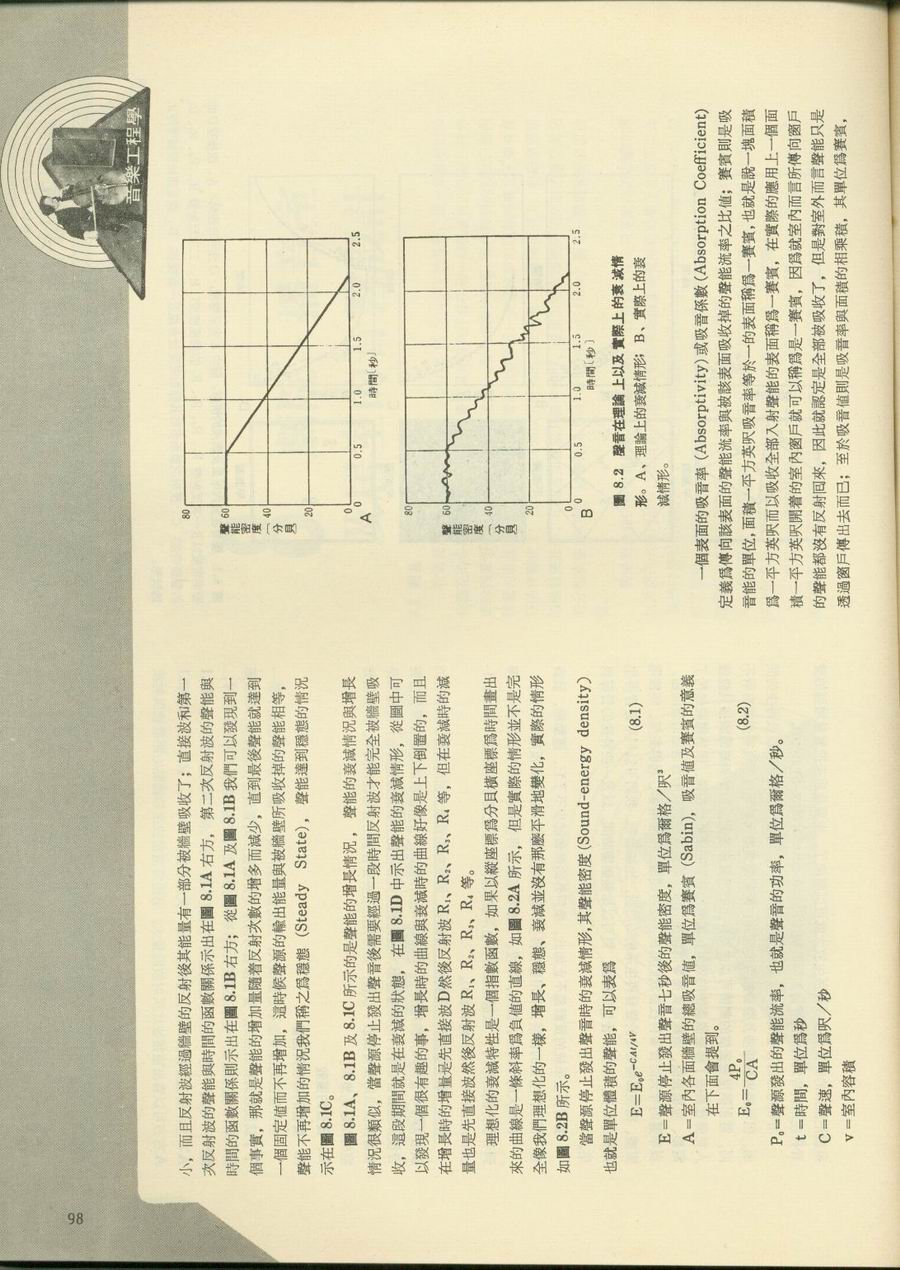 98
音樂工程學
小，而且反射波經過牆壁的反射後其能量有一部分被牆壁吸收了；直接波和第一
次反射波的聲能與時間的函數關係示出在圖 8.1A 右方，第二次反射波的聲能與
時間的函數關係則示出在圖 8.1B 右方；從圖 8.1A 及圖 8.1B 我們可以發現到一
個事實，那就是聲能的增加量隨着反射次數的增多而減少，直到最後聲能就達到
一個固定值而不再增加，這時候聲源的輸出能量與被牆壁所吸收掉的聲能相等，
聲能不再增加的情況我們稱之爲穩態（Steady State），聲能達到穩態的情況
示在圖 8.1C。
圖 8.1A、8.1B 及 8.1C 所示的是聲能的增長情況，聲能的衰減情況與增長
情況很類似，當聲源停止發出聲音後需要經過一段時間反射波才能完全被牆壁吸
收，這段期間就是在衰減的狀態，在圖 8.1D 中示出聲能的衰減情形，從圖中可
以發現一個很有趣的事，增長時的曲線與衰減時的曲線好像是上下倒置的，而且
在增長時的增量是先直接波D然後反射波 R₁、R₂、R₃、R₄ 等，但在衰減時的減
量也是先直接波然後反射波 R₁、R₂、R₃、R₄ 等。
理想化的衰減特性是一個指數函數，如果以縱座標爲分貝橫座標爲時間畫出
來的曲線是一條斜率爲負值的直線，如圖 8.2A 所示，但是實際的情形並不是完
全像我們理想化的一樣，增長、穩態、衰減並沒有那麼平滑地變化，實際的情形
如圖 8.2B 所示。
當聲源停止發出聲音時的衰減情形，其聲能密度（Sound-energy density）
也就是單位體積的聲能，可以表爲
E=E₀e⁻ᶜᴬᵗ/⁴ⱽ (8.1)
E＝聲源停止發出聲音七秒後的聲能密度，單位爲爾格／呎³
A＝室內各面牆壁的總吸音值，單位爲賽賓（Sabin），吸音值及賽賓的意義
在下面會提到。
E₀=4P₀/CA (8.2)
P₀＝聲源發出的聲能流率，也就是聲音的功率，單位爲爾格／秒。
t＝時間，單位爲秒
C＝聲速，單位爲呎／秒
v＝室內容積
聲能密度（分貝）
80
60
40
20
0
0 0.5 1.0 1.5 2.0 2.5
時間〔秒〕
A
聲能密度（分貝）
80
60
40
20
0
0 0.5 1.0 1.5 2.0 2.5
時間〔秒〕
B
圖 8.2 聲音在理論上以及實際上的衰減情
形。A、理論上的衰減情形；B、實際上的衰
減情形。
一個表面的吸音率（Absorptivity）或吸音係數（Absorption Coefficient）
定義爲傳向該表面的聲能流率與被該表面吸收掉的聲能流率之比值；賽賓則是吸
音能的單位，面積一平方英呎吸音率等於一的表面稱爲一賽賓，也就是說一塊面積
爲一平方英呎而以吸收全部入射聲能的表面稱爲一賽賓，在實際的應用上一個面
積一平方英呎開着的室內窗戶就可以稱爲是一賽賓，因爲就室內而言所傳向窗戶
的聲能都沒有反射回來，因此就認定是全部被吸收了，但是對室外而言聲能只是
透過窗戶傳出去而已；至於吸音値則是吸音率與面積的相乘積，其單位爲賽賓，